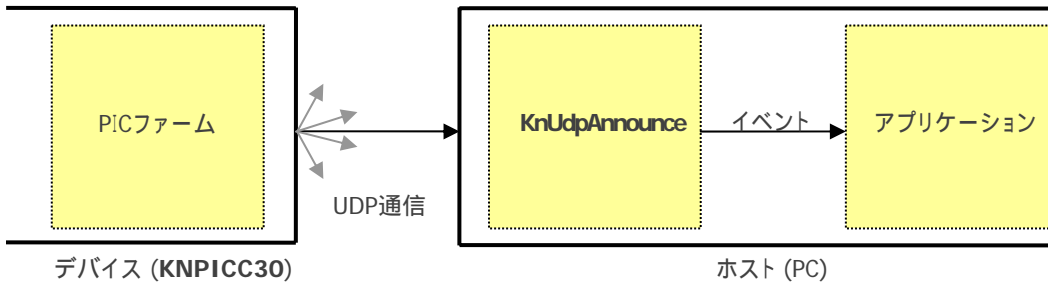 PICファーム
UDP通信
デバイス (KNPICC30)
KnUdpAnnounce
イベント
アプリケーション
ホスト (PC)